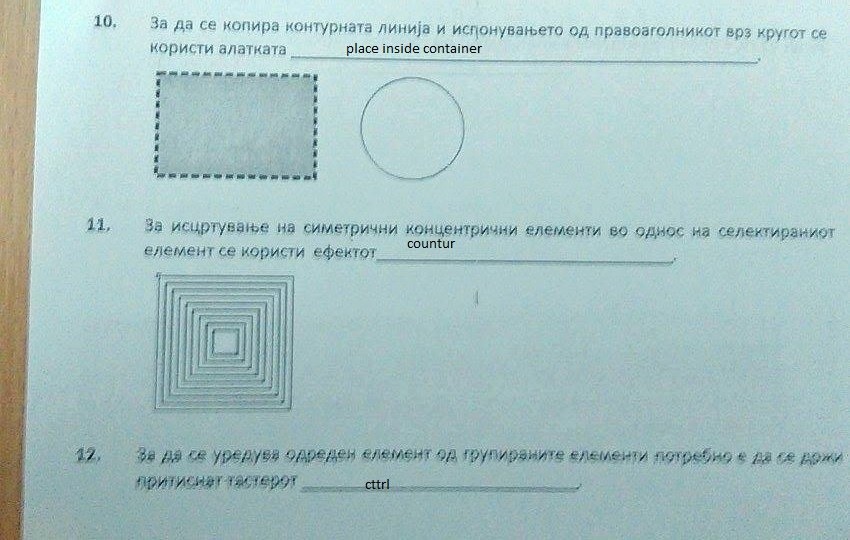 10. За да се копира контурната линија и исполнувањето од правоаголникот врз кругот се
користи алатката place inside container.
11. За исцртување на симетрични концентрични елементи во однос на селектираниот
елемент се користи ефектот countur.
12. За да се уредува одреден елемент од групираните елементи потребно е да се држи
притиснат тастерот cttrl.